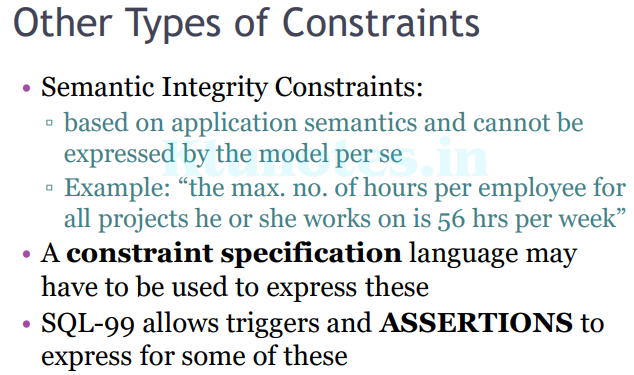 Other Types of Constraints
• Semantic Integrity Constraints:
▫ based on application semantics and cannot be
expressed by the model per se
▫ Example: “the max. no. of hours per employee for
all projects he or she works on is 56 hrs per week”
• A constraint specification language may
have to be used to express these
• SQL-99 allows triggers and ASSERTIONS to
express for some of these